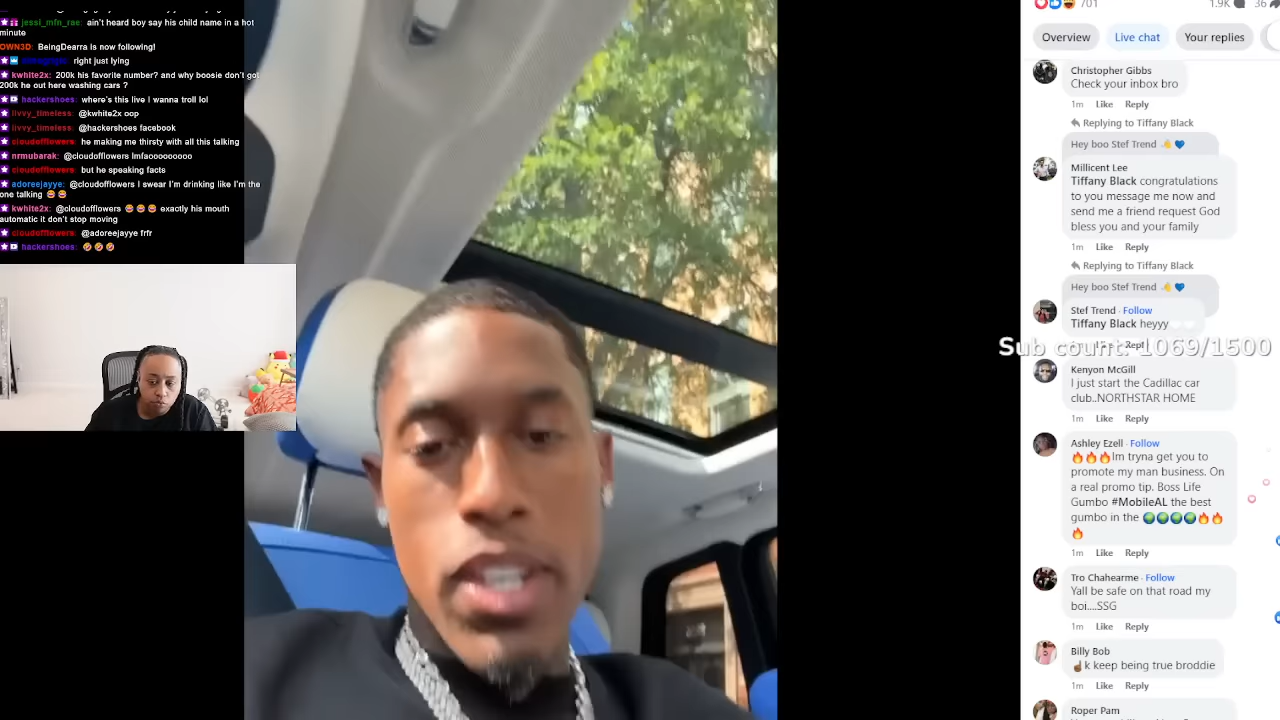 jessi_mfn_rae: ain't heard boy say his child name in a hot
minute
OWN3D: BeingDearra is now following!
right just lying
kwhite2x: 200k his favorite number? and why boosie don't got
200k he out here washing cars ?
hackershoes: where's this live I wanna troll lol
livvy_timeless: @kwhite2x oop
livvy_timeless: @hackershoes facebook
cloudofflowers: he making me thirsty with all this talking
nrmubarak: @cloudofflowers lmfaooooooooo
cloudofflowers: but he speaking facts
adoreejayye: @cloudofflowers I swear I'm drinking like I'm the
one talking 😂 😂
kwhite2x: @cloudofflowers 😂 😂 😂 exactly his mouth
automatic it don't stop moving
cloudofflowers: @adoreejayye frfr
hackershoes: 🤣 🤣 🤣
701
1.9K
36
Overview
Live chat
Your replies
Christopher Gibbs
Check your inbox bro
1m Like Reply
Replying to Tiffany Black
Hey boo Stef Trend 👋 💙
Millicent Lee
Tiffany Black congratulations
to you message me now and
send me a friend request God
bless you and your family
1m Like Reply
Replying to Tiffany Black
Hey boo Stef Trend 👋 💙
Stef Trend · Follow
Tiffany Black heyyy
Sub count: 1069/1500
Kenyon McGill
I just start the Cadillac car
club..NORTHSTAR HOME
1m Like Reply
Ashley Ezell · Follow
🔥🔥🔥Im tryna get you to
promote my man business. On
a real promo tip. Boss Life
Gumbo #MobileAL the best
gumbo in the 🌍🌍🌍🌍🔥🔥
🔥
1m Like Reply
Tro Chahearme · Follow
Yall be safe on that road my
boi....SSG
1m Like Reply
Billy Bob
☝🏾k keep being true broddie
1m Like Reply
Roper Pam